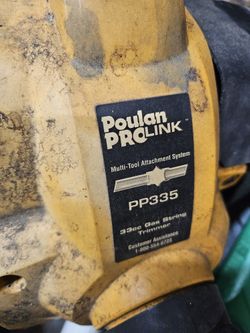 Poulan
PRO LINK
Multi-Tool Attachment System
PP335
33cc Gas String
Trimmer
Customer Assistance
1-800-554-6723